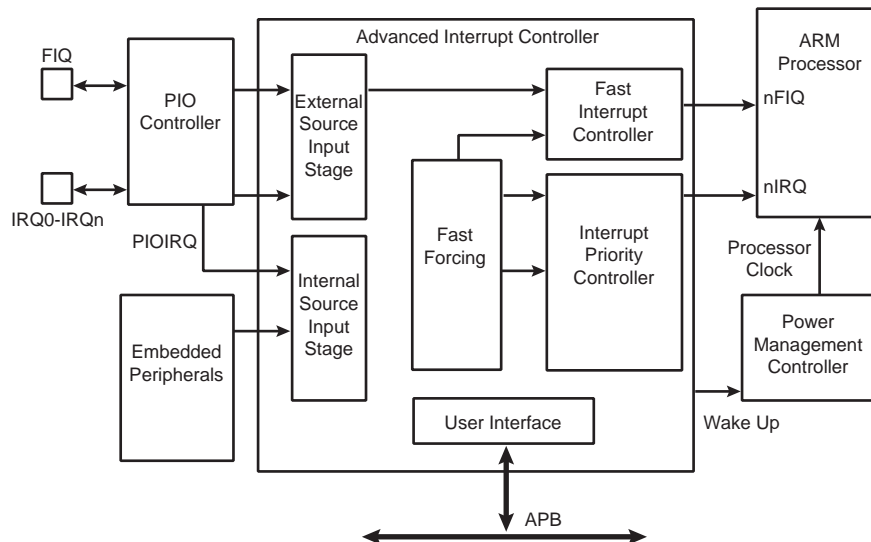 Advanced Interrupt Controller
FIQ
PIO
Controller
External
Source
Input
Stage
Fast
Interrupt
Controller
ARM
Processor
nFIQ
nIRQ
IRQ0-IRQn
PIOIRQ
Fast
Forcing
Interrupt
Priority
Controller
Processor
Clock
Internal
Source
Input
Stage
Embedded
Peripherals
Power
Management
Controller
User Interface
Wake Up
APB